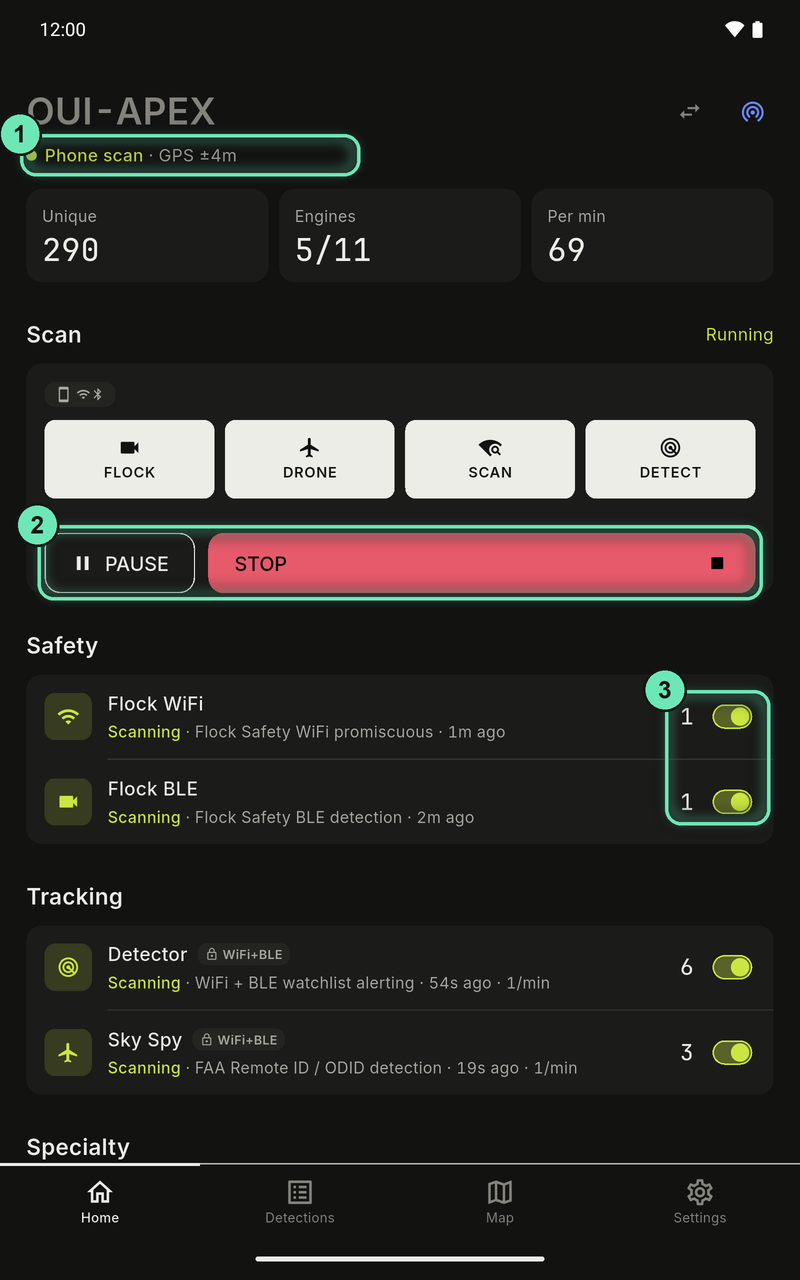 12:00
OUI-APEX
1
Phone scan · GPS ±4m
Unique
290
Engines
5/11
Per min
69
Scan
Running
FLOCK
DRONE
SCAN
DETECT
2
PAUSE
STOP
Safety
3
Flock WiFi
Scanning · Flock Safety WiFi promiscuous · 1m ago
1
Flock BLE
Scanning · Flock Safety BLE detection · 2m ago
1
Tracking
Detector WiFi+BLE
Scanning · WiFi + BLE watchlist alerting · 54s ago · 1/min
6
Sky Spy WiFi+BLE
Scanning · FAA Remote ID / ODID detection · 19s ago · 1/min
3
Specialty
Home
Detections
Map
Settings